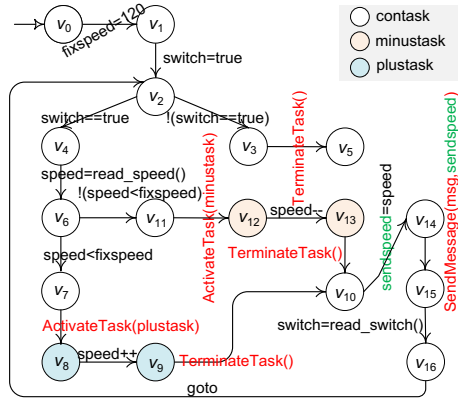 contask
minustask
plustask
v0
fixspeed=120
v1
switch=true
v2
switch==true
!(switch==true)
v4
v3
TerminateTask()
v5
speed=read_speed()
!(speed<fixspeed)
v6
v11
ActivateTask(minustask)
v12
speed--
v13
sendspeed=speed
v14
SendMessage(msg,sendspeed)
speed<fixspeed
TerminateTask()
v7
v10
v15
ActivateTask(plustask)
switch=read_switch()
v8
speed++
v9
TerminateTask()
v16
goto